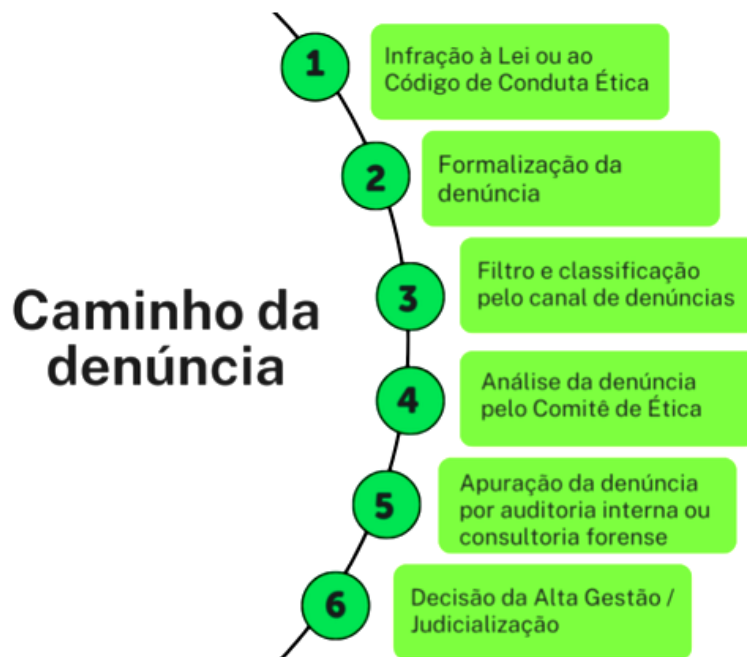 Caminho da
denúncia
1
Infração à Lei ou ao
Código de Conduta Ética
2
Formalização da
denúncia
3
Filtro e classificação
pelo canal de denúncias
4
Análise da denúncia
pelo Comitê de Ética
5
Apuração da denúncia
por auditoria interna ou
consultoria forense
6
Decisão da Alta Gestão /
Judicialização